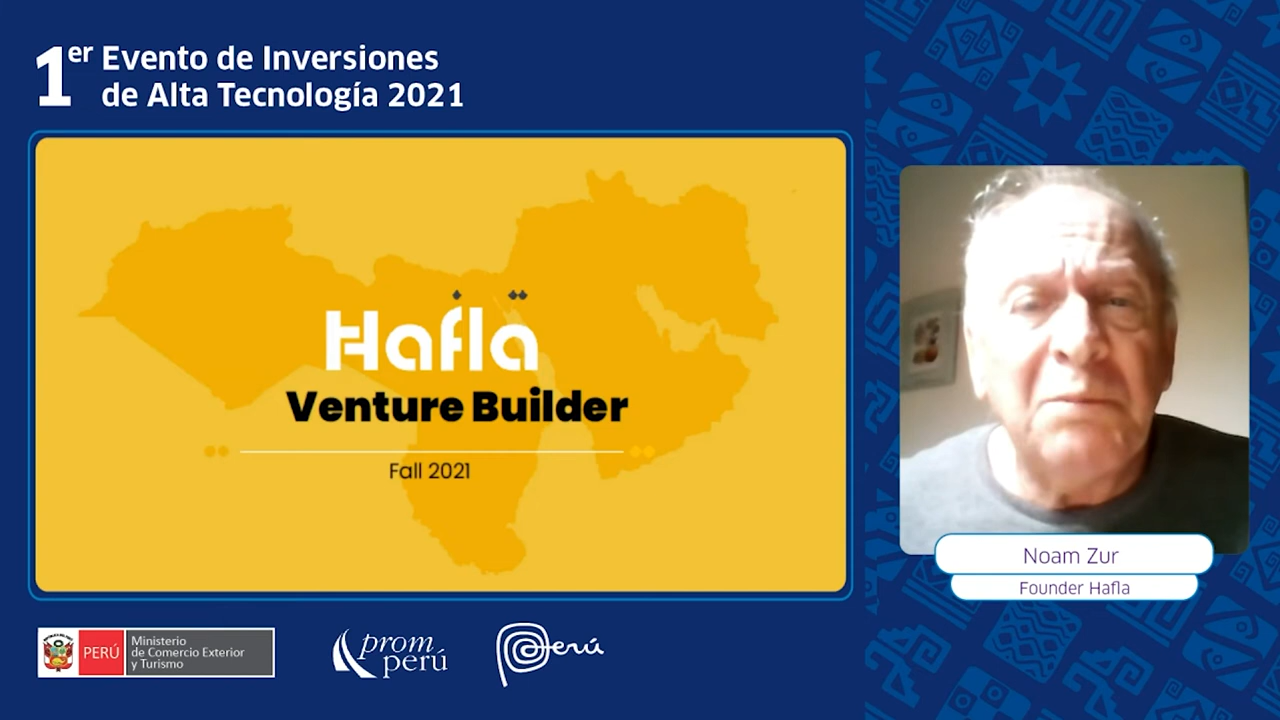 1er Evento de Inversiones
de Alta Tecnología 2021
Hafla
Venture Builder
Fall 2021
Noam Zur
Founder Hafla
PERÚ
Ministerio
de Comercio Exterior
y Turismo
prom
perú
Perú